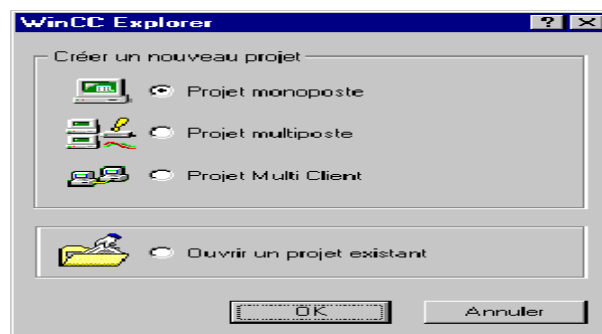 WinCC Explorer
Créer un nouveau projet
Projet monoposte
Projet multiposte
Projet Multi Client
Ouvrir un projet existant
OK Annuler